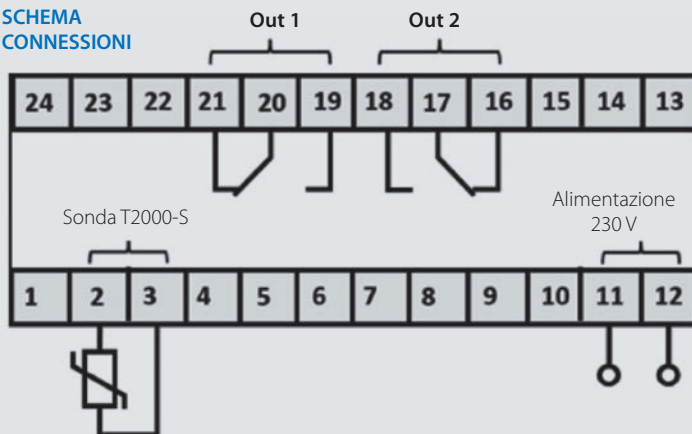 SCHEMA
CONNESSIONI
Out 1 Out 2
24 23 22 21 20 19 18 17 16 15 14 13
Sonda T2000-S
Alimentazione
230 V
1 2 3 4 5 6 7 8 9 10 11 12